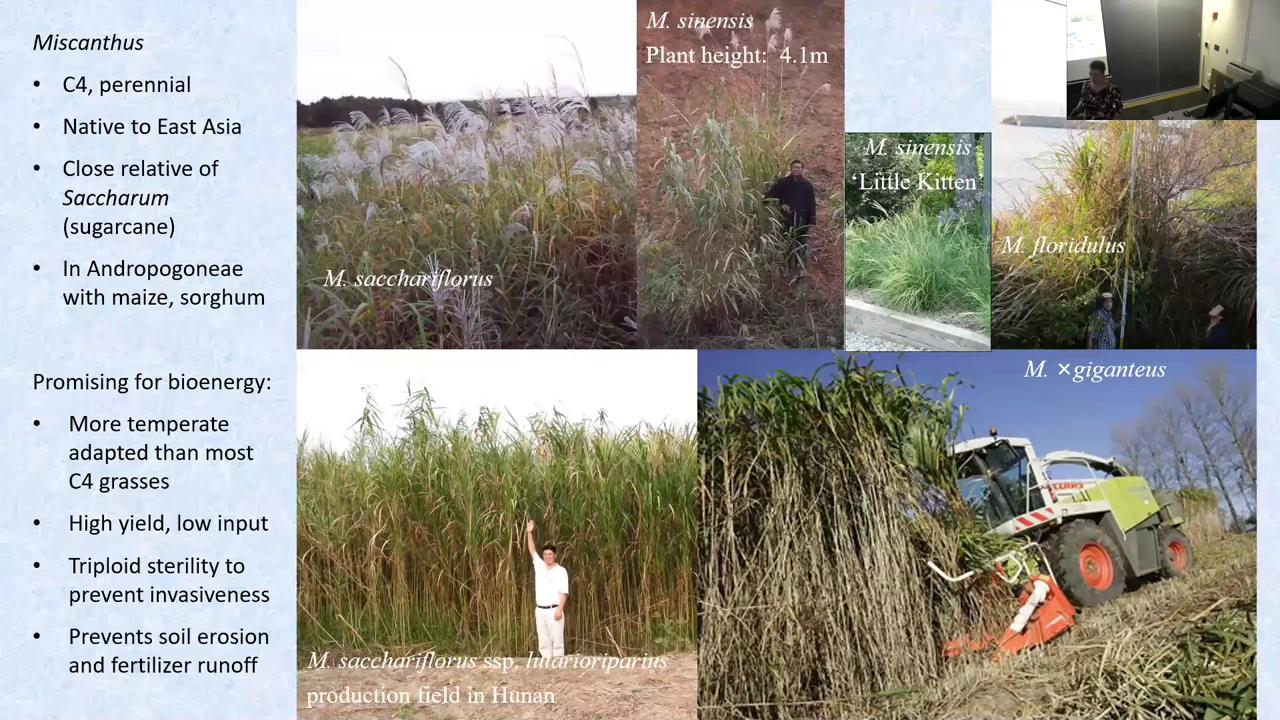 Miscanthus
• C4, perennial
• Native to East Asia
• Close relative of
Saccharum
(sugarcane)
• In Andropogoneae
with maize, sorghum
Promising for bioenergy:
• More temperate
adapted than most
C4 grasses
• High yield, low input
• Triploid sterility to
prevent invasiveness
• Prevents soil erosion
and fertilizer runoff
M. sacchariflorus
M. sinensis
Plant height: 4.1m
M. sinensis
‘Little Kitten’
M. floridulus
M. sacchariflorus ssp. lutarioriparius
production field in Hunan
M. ×giganteus
CLAAS